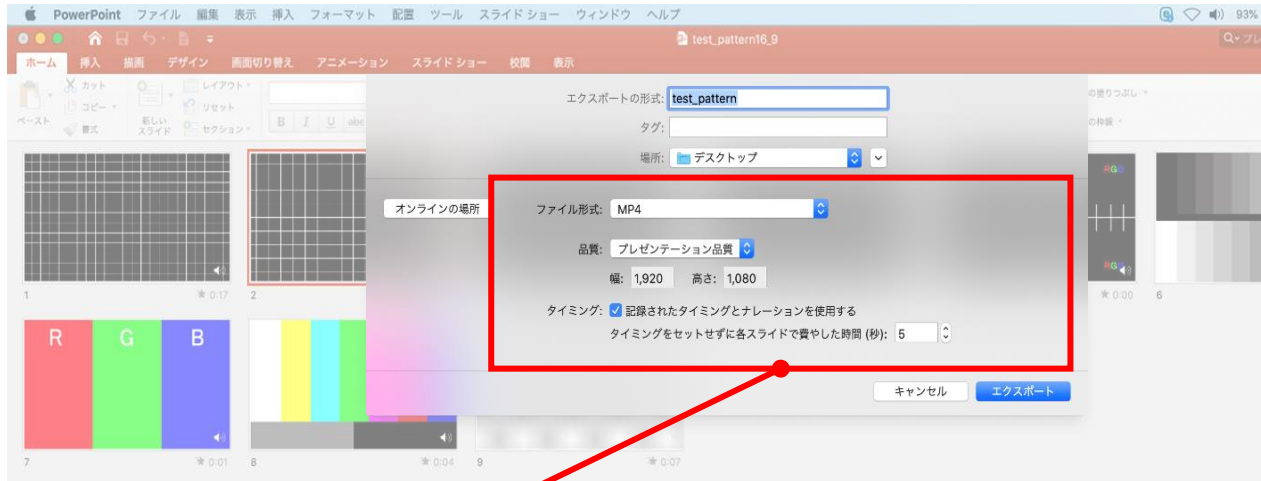 PowerPoint ファイル 編集 表示 挿入 フォーマット 配置 ツール スライド ショー ウィンドウ ヘルプ 93%
test_pattern16_9
ホーム 挿入 描画 デザイン 画面切り替え アニメーション スライド ショー 校閲 表示
ペースト
カット
コピー
書式
新しい
スライド
レイアウト
リセット
セクション
B I U abc
エクスポートの形式: test_pattern
タグ:
場所: デスクトップ
の塗りつぶし
の枠線
オンラインの場所
ファイル形式: MP4
品質: プレゼンテーション品質
幅: 1,920 高さ: 1,080
タイミング: 記録されたタイミングとナレーションを使用する
タイミングをセットせずに各スライドで費やした時間 (秒): 5
キャンセル エクスポート
RGB
RGB
1 0:17 2 0:00 6
R G B
7 0:01 8 0:04 9 0:07